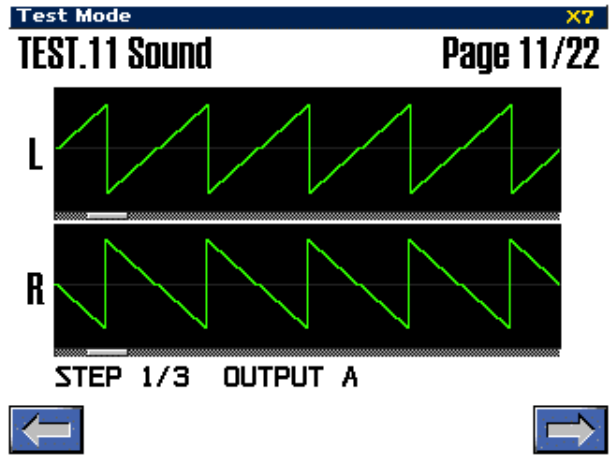 Test Mode X7
TEST.11 Sound Page 11/22
L
R
STEP 1/3 OUTPUT A